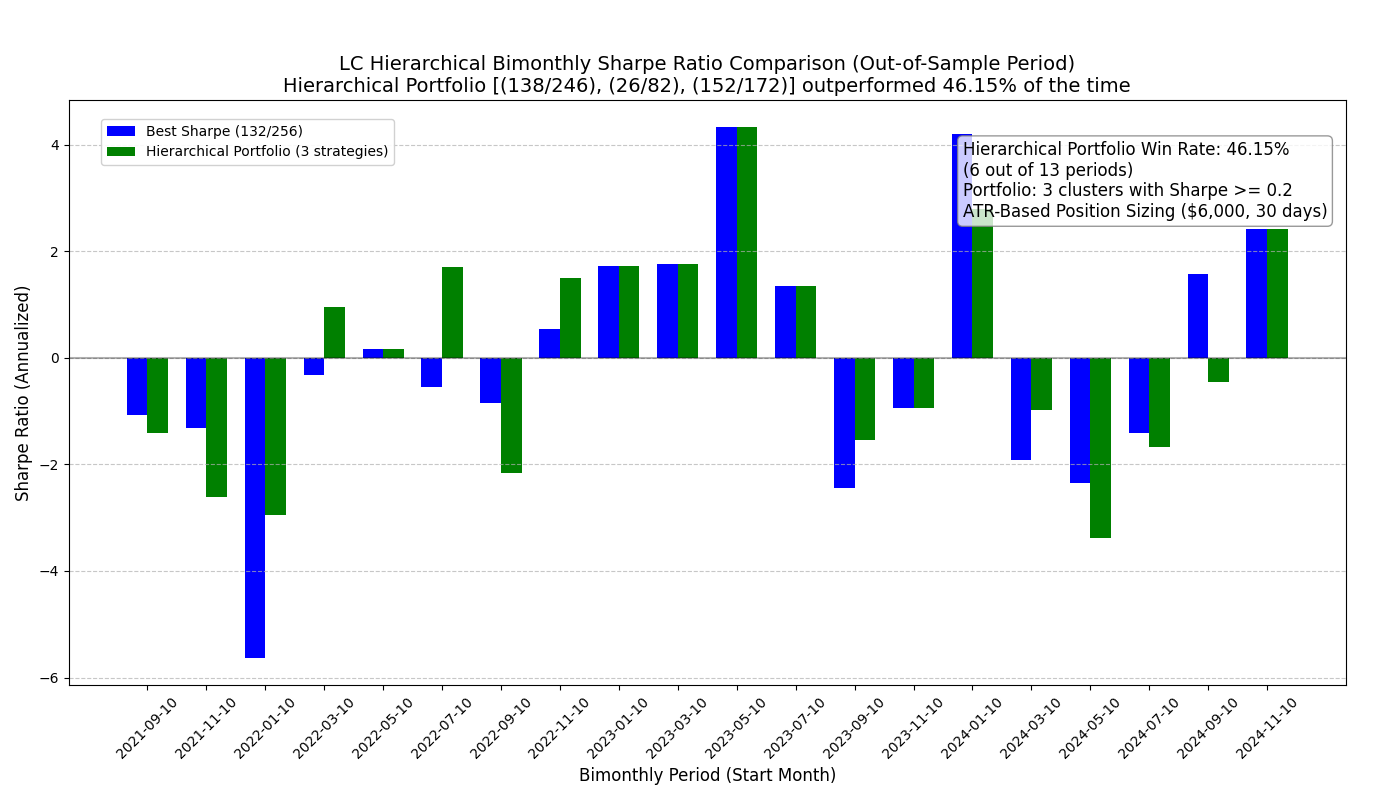 LC Hierarchical Bimonthly Sharpe Ratio Comparison (Out-of-Sample Period)
Hierarchical Portfolio [(138/246), (26/82), (152/172)] outperformed 46.15% of the time
Best Sharpe (132/256)
Hierarchical Portfolio (3 strategies)
Hierarchical Portfolio Win Rate: 46.15%
(6 out of 13 periods)
Portfolio: 3 clusters with Sharpe >= 0.2
ATR-Based Position Sizing ($6,000, 30 days)
Sharpe Ratio (Annualized)
4
2
0
−2
−4
−6
2021-09-10
2021-11-10
2022-01-10
2022-03-10
2022-05-10
2022-07-10
2022-09-10
2022-11-10
2023-01-10
2023-03-10
2023-05-10
2023-07-10
2023-09-10
2023-11-10
2024-01-10
2024-03-10
2024-05-10
2024-07-10
2024-09-10
2024-11-10
Bimonthly Period (Start Month)